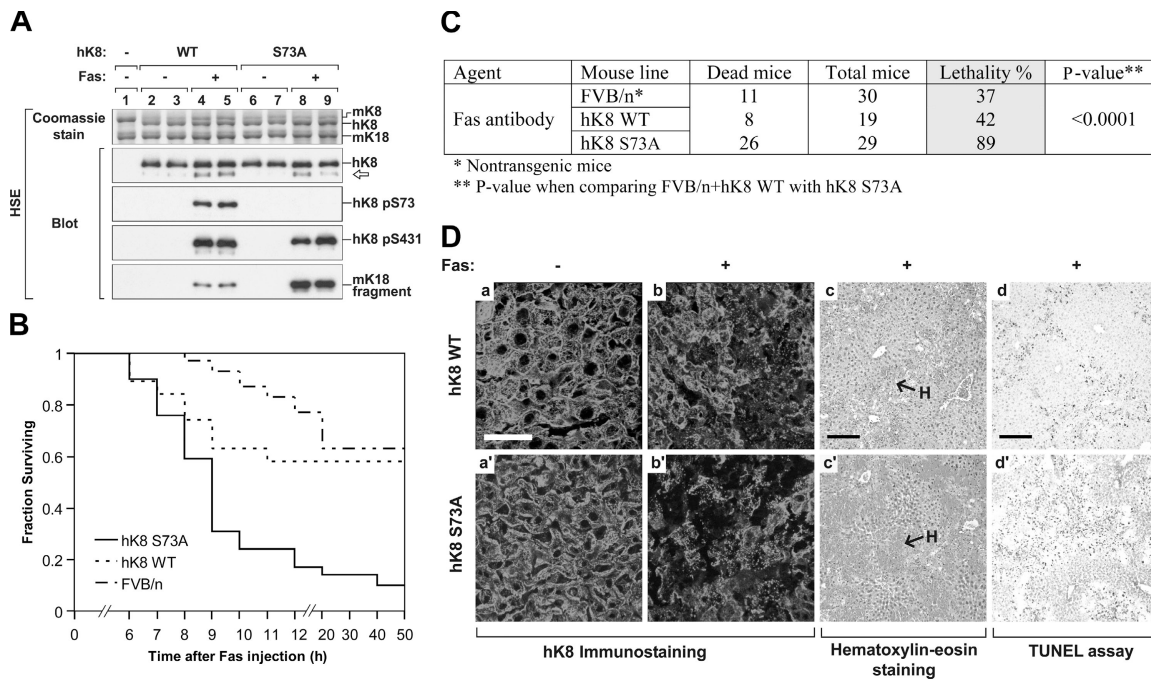 A
hK8: - WT S73A
Fas: - - + - +
1 2 3 4 5 6 7 8 9
HSE
Coomassie
stain
mK8
hK8
mK18
Blot
hK8
hK8 pS73
hK8 pS431
mK18
fragment
B
Fraction Surviving
1
0.8
0.6
0.4
0.2
0
hK8 S73A
hK8 WT
FVB/n
0 6 7 8 9 10 11 12 20 30 40 50
Time after Fas injection (h)
C
Agent Mouse line Dead mice Total mice Lethality % P-value**
Fas antibody
FVB/n* 11 30 37
hK8 WT 8 19 42
hK8 S73A 26 29 89
<0.0001
* Nontransgenic mice
** P-value when comparing FVB/n+hK8 WT with hK8 S73A
D
Fas: - + + +
hK8 WT
a b c d
H
hK8 S73A
a' b' c' d'
H
hK8 Immunostaining
Hematoxylin-eosin
staining
TUNEL assay